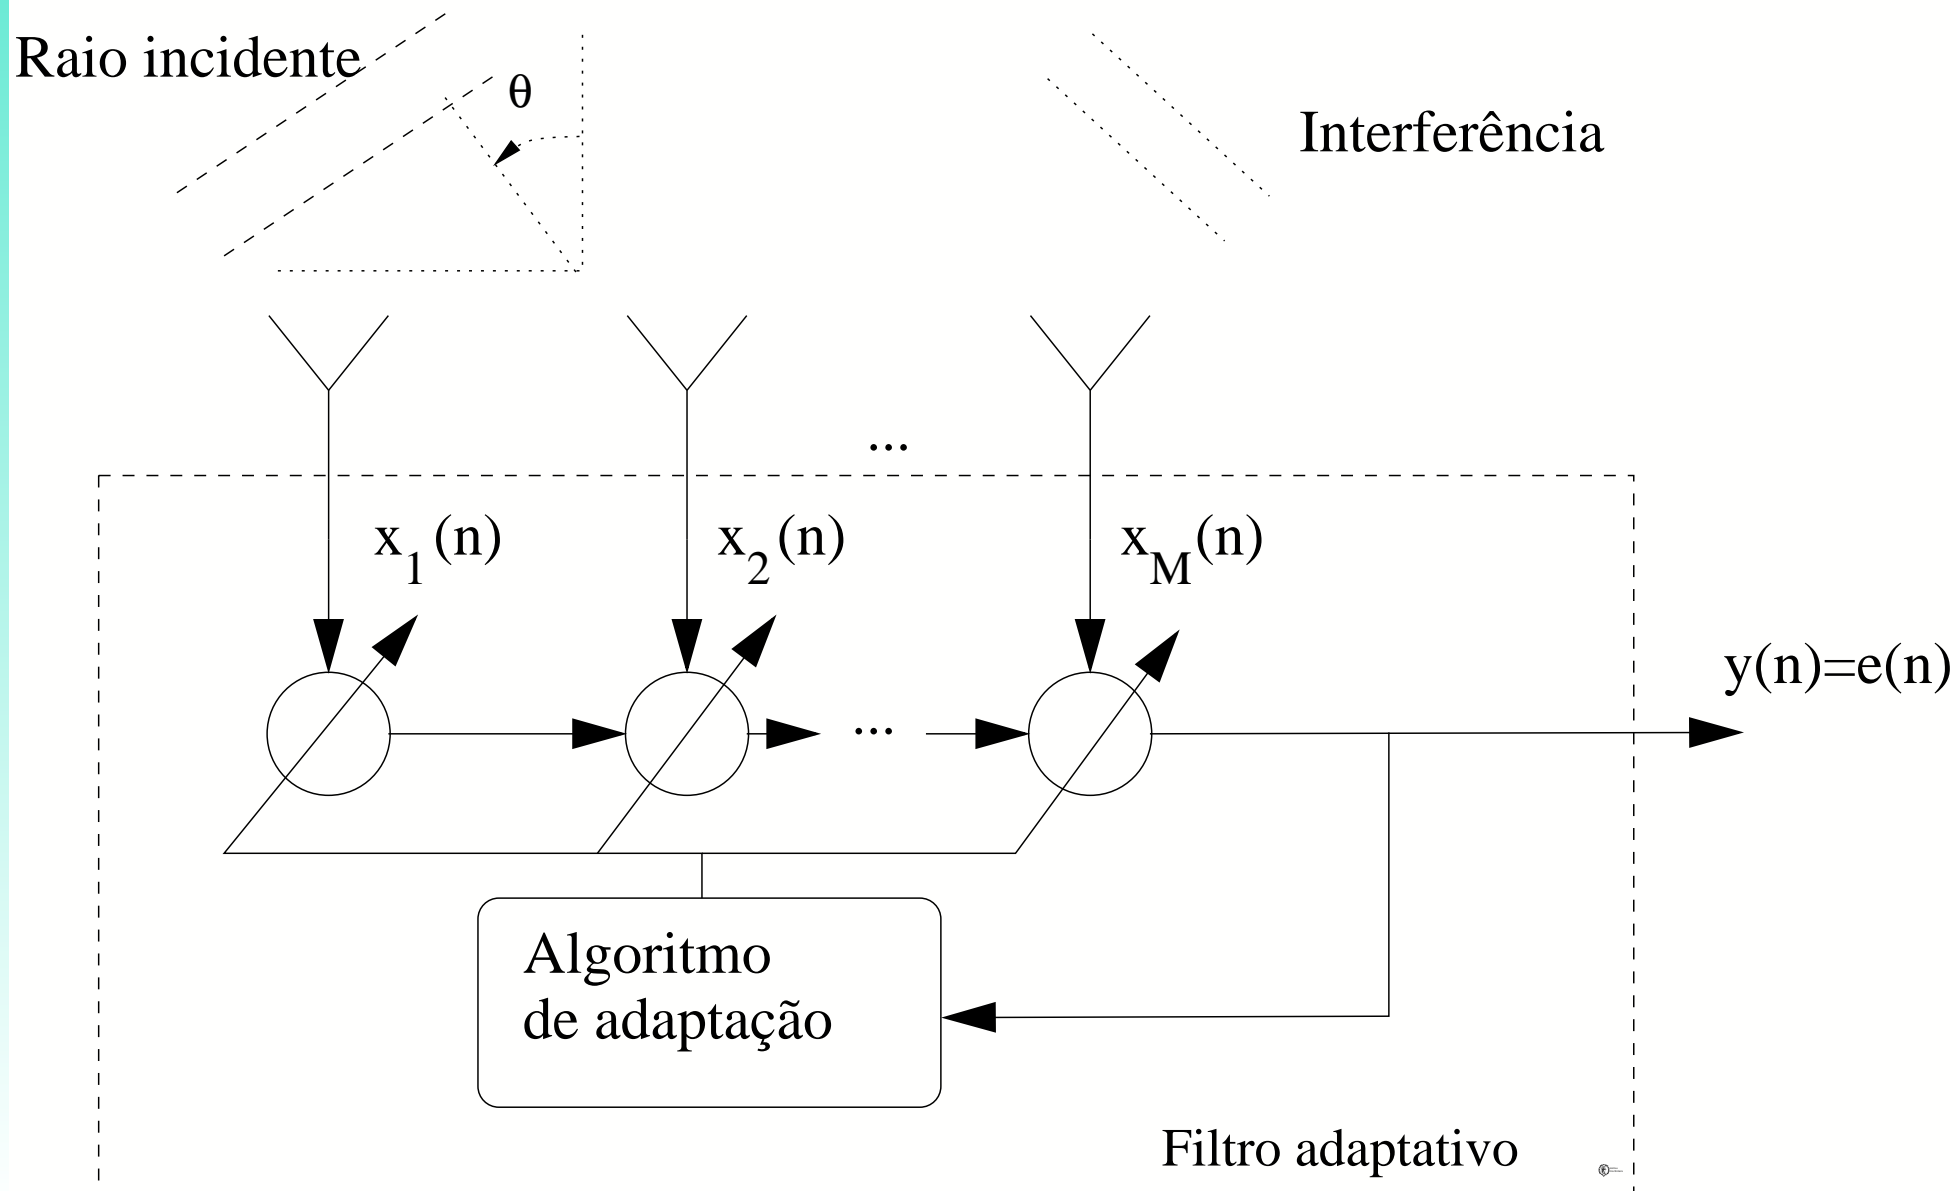 Raio incidente
θ
Interferência
...
x1(n)
x2(n)
xM(n)
y(n)=e(n)
...
Algoritmo
de adaptação
Filtro adaptativo